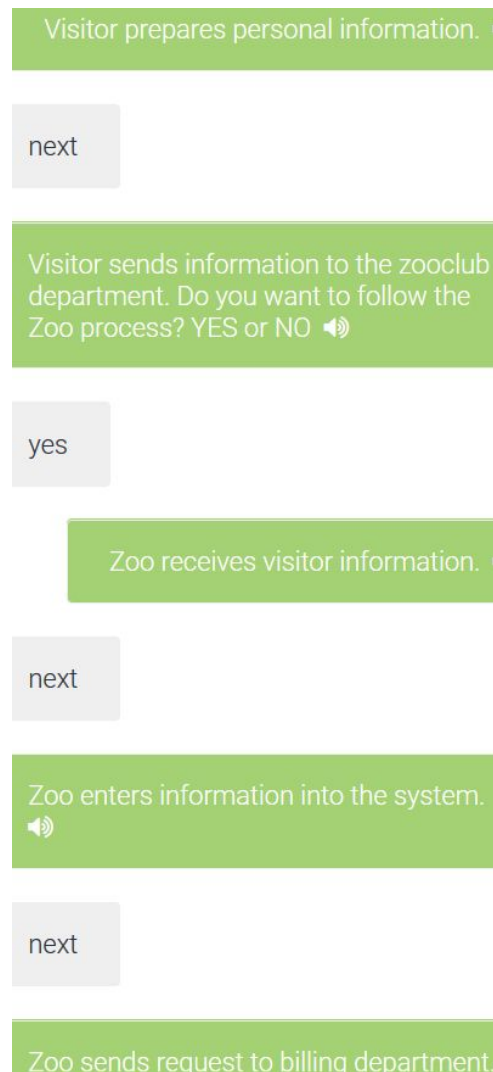 Visitor prepares personal information.
next
Visitor sends information to the zooclub
department. Do you want to follow the
Zoo process? YES or NO
yes
Zoo receives visitor information.
next
Zoo enters information into the system.
next
Zoo sends request to billing department.